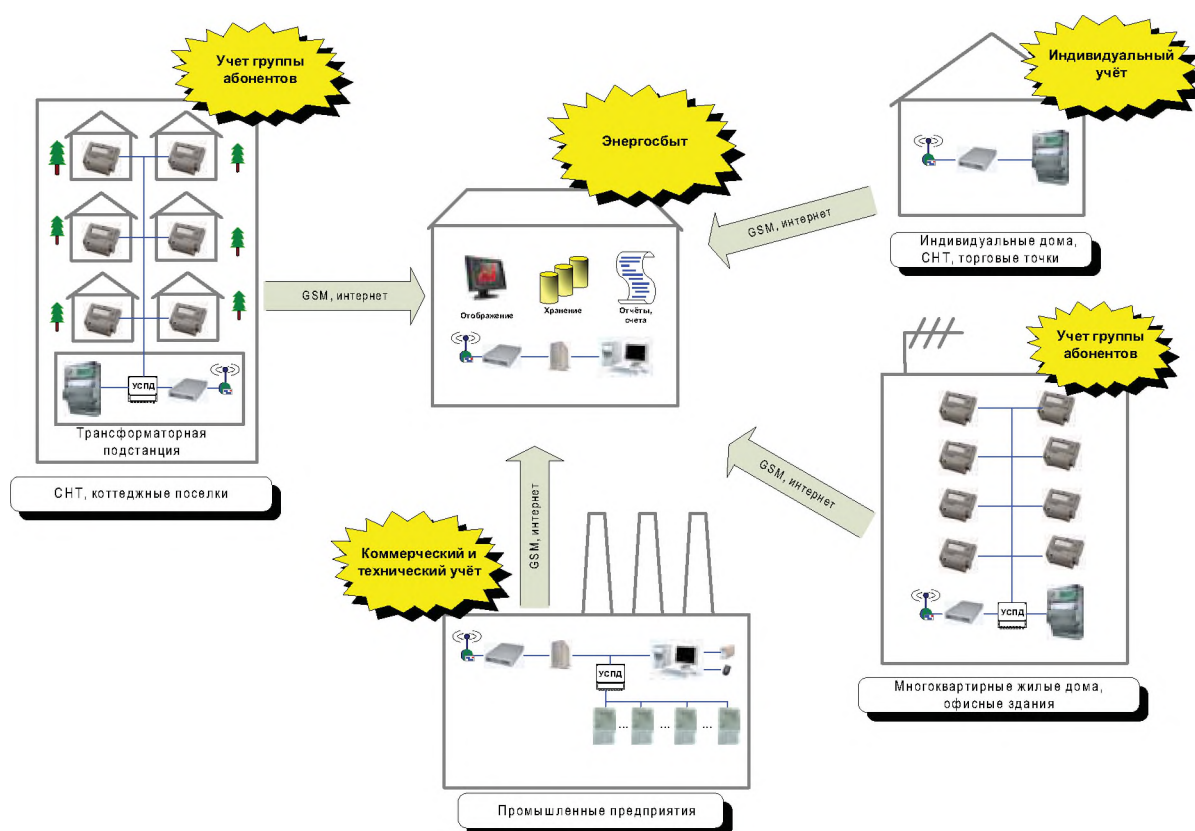 Учет группы
абонентов
УСПД
Трансформаторная
подстанция
СНТ, коттеджные поселки
GSM, интернет
Энергосбыт
Отображение
Хранение
Отчёты,
счета
GSM, интернет
Индивидуальный
учёт
Индивидуальные дома,
СНТ, торговые точки
GSM, интернет
Учет группы
абонентов
УСПД
Многоквартирные жилые дома,
офисные здания
GSM, интернет
Коммерческий и
технический учёт
УСПД
... ... ...
Промышленные предприятия